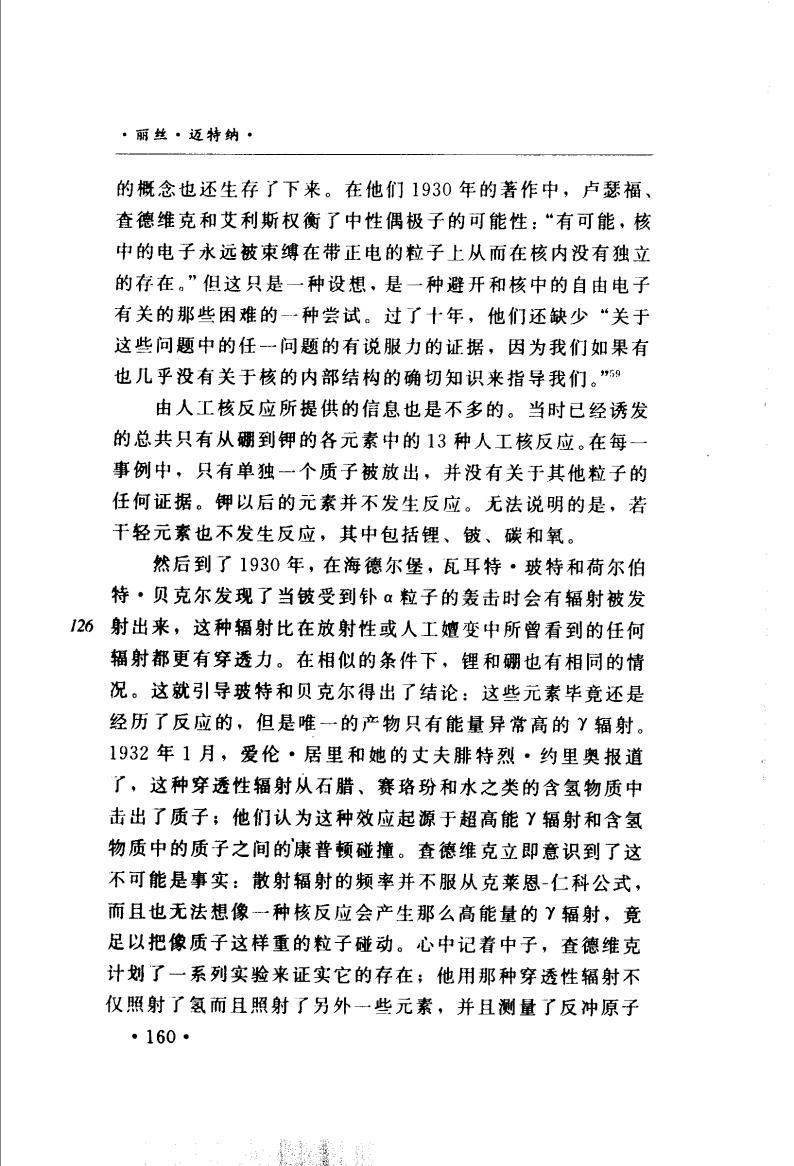 ·丽丝·迈特纳·
的概念也还生存了下来。在他们1930年的著作中，卢瑟福、
查德维克和艾利斯权衡了中性偶极子的可能性：“有可能，核
中的电子永远被束缚在带正电的粒子上从而在核内没有独立
的存在。”但这只是一种设想，是一种避开和核中的自由电子
有关的那些困难的一种尝试。过了十年，他们还缺少“关于
这些问题中的任一问题的有说服力的证据，因为我们如果有
也几乎没有关于核的内部结构的确切知识来指导我们。”59
由人工核反应所提供的信息也是不多的。当时已经诱发
的总共只有从硼到钾的各元素中的13种人工核反应。在每一
事例中，只有单独一个质子被放出，并没有关于其他粒子的
任何证据。钾以后的元素并不发生反应。无法说明的是，若
干轻元素也不发生反应，其中包括锂、铍、碳和氧。
然后到了1930年，在海德尔堡，瓦耳特·玻特和荷尔伯
特·贝克尔发现了当铍受到钋α粒子的轰击时会有辐射被发
126 射出来，这种辐射比在放射性或人工嬗变中所曾看到的任何
辐射都更有穿透力。在相似的条件下，锂和硼也有相同的情
况。这就引导玻特和贝克尔得出了结论：这些元素毕竟还是
经历了反应的，但是唯一的产物只有能量异常高的γ辐射。
1932年1月，爱伦·居里和她的丈夫腓特烈·约里奥报道
了，这种穿透性辐射从石腊、赛珞玢和水之类的含氢物质中
击出了质子；他们认为这种效应起源于超高能γ辐射和含氢
物质中的质子之间的康普顿碰撞。查德维克立即意识到了这
不可能是事实：散射辐射的频率并不服从克莱恩-仁科公式，
而且也无法想像一种核反应会产生那么高能量的γ辐射，竟
足以把像质子这样重的粒子碰动。心中记着中子，查德维克
计划了一系列实验来证实它的存在；他用那种穿透性辐射不
仅照射了氢而且照射了另外一些元素，并且测量了反冲原子
·160·